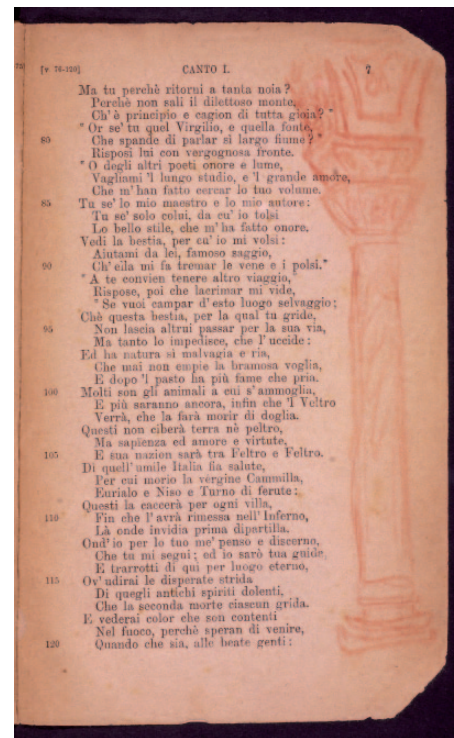 [v. 76-120]
CANTO I.
7
Ma tu perchè ritorni a tanta noia?
Perchè non sali il dilettoso monte,
Ch' è principio e cagion di tutta gioia? "
" Or se' tu quel Virgilio, e quella fonte,
80 Che spande di parlar sì largo fiume? "
Risposi lui con vergognosa fronte.
" O degli altri poeti onore e lume,
Vagliami 'l lungo studio, e 'l grande amore,
Che m' han fatto cercar lo tuo volume.
85 Tu se' lo mio maestro e lo mio autore:
Tu se' solo colui, da cu' io tolsi
Lo bello stile, che m' ha fatto onore.
Vedi la bestia, per cu' io mi volsi:
Aiutami da lei, famoso saggio,
90 Ch' ella mi fa tremar le vene e i polsi. "
" A te convien tenere altro viaggio,
Rispose, poi che lacrimar mi vide,
" Se vuoi campar d' esto luogo selvaggio;
Chè questa bestia, per la qual tu gride,
95 Non lascia altrui passar per la sua via,
Ma tanto lo impedisce, che l' uccide:
Ed ha natura sì malvagia e ria,
Che mai non empie la bramosa voglia,
E dopo 'l pasto ha più fame che pria.
100 Molti son gli animali a cui s' ammoglia,
E più saranno ancora, infin che 'l Veltro
Verrà, che la farà morir di doglia.
Questi non ciberà terra nè peltro,
Ma sapïenza ed amore e virtute,
105 E sua nazion sarà tra Feltro e Feltro.
Di quell' umile Italia fia salute,
Per cui morìo la vergine Cammilla,
Eurialo e Niso e Turno di ferute:
Questi la caccerà per ogni villa,
110 Fin che l' avrà rimessa nell' Inferno,
Là onde invidia prima dipartilla.
Ond' io per lo tuo me' penso e discerno,
Che tu mi segui; ed io sarò tua guida
E trarrotti di qui per luogo eterno,
115 Ov' udirai le disperate strida
Di quegli antichi spiriti dolenti,
Che la seconda morte ciascun grida.
E vederai color che son contenti
Nel fuoco, perchè speran di venire,
120 Quando che sia, alle beate genti: